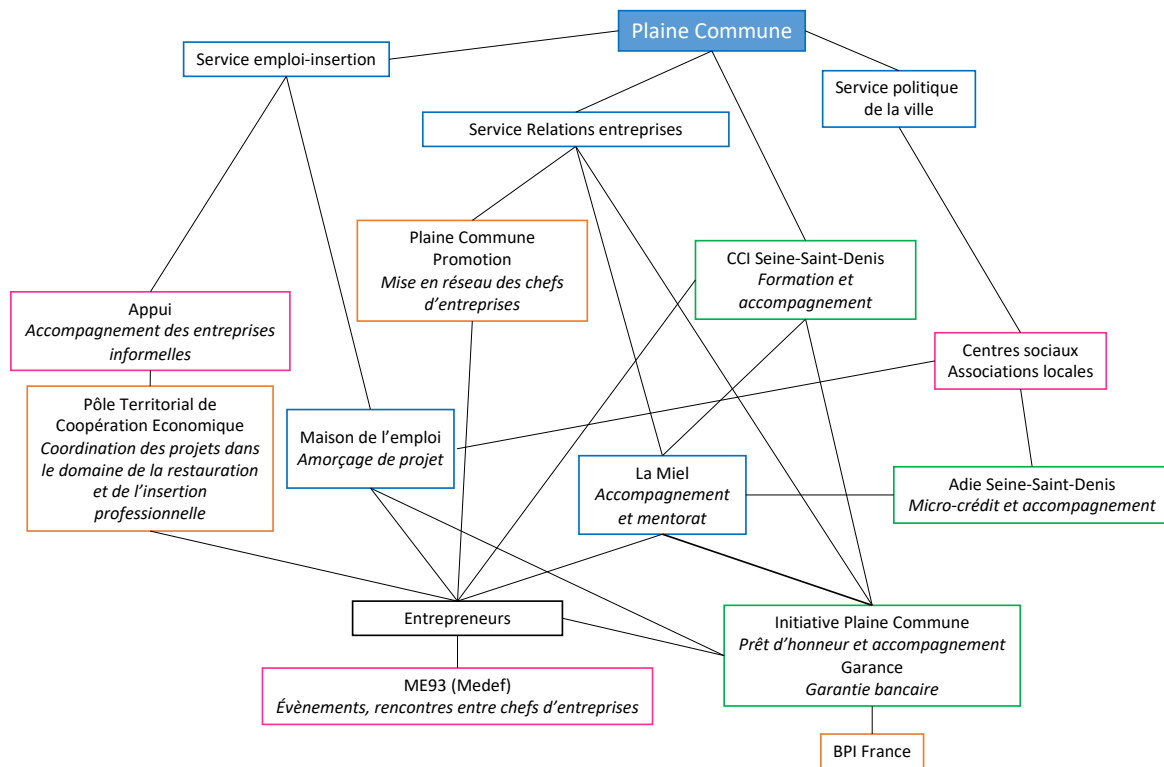 Plaine Commune
Service emploi-insertion
Service politique
de la ville
Service Relations entreprises
Plaine Commune
Promotion
Mise en réseau des chefs
d’entreprises
CCI Seine-Saint-Denis
Formation et
accompagnement
Appui
Accompagnement des entreprises
informelles
Centres sociaux
Associations locales
Pôle Territorial de
Coopération Economique
Coordination des projets dans
le domaine de la restauration
et de l’insertion
professionnelle
Maison de l’emploi
Amorçage de projet
La Miel
Accompagnement
et mentorat
Adie Seine-Saint-Denis
Micro-crédit et accompagnement
Entrepreneurs
Initiative Plaine Commune
Prêt d’honneur et accompagnement
Garance
Garantie bancaire
ME93 (Medef)
Évènements, rencontres entre chefs d’entreprises
BPI France